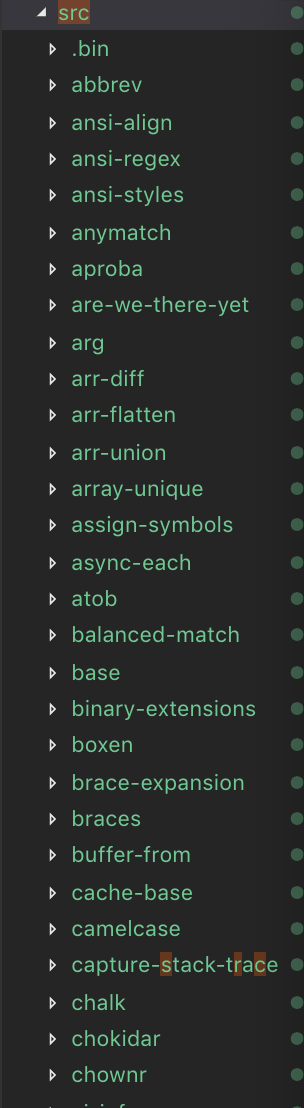 src
.bin
abbrev
ansi-align
ansi-regex
ansi-styles
anymatch
aproba
are-we-there-yet
arg
arr-diff
arr-flatten
arr-union
array-unique
assign-symbols
async-each
atob
balanced-match
base
binary-extensions
boxen
brace-expansion
braces
buffer-from
cache-base
camelcase
capture-stack-trace
chalk
chokidar
chownr